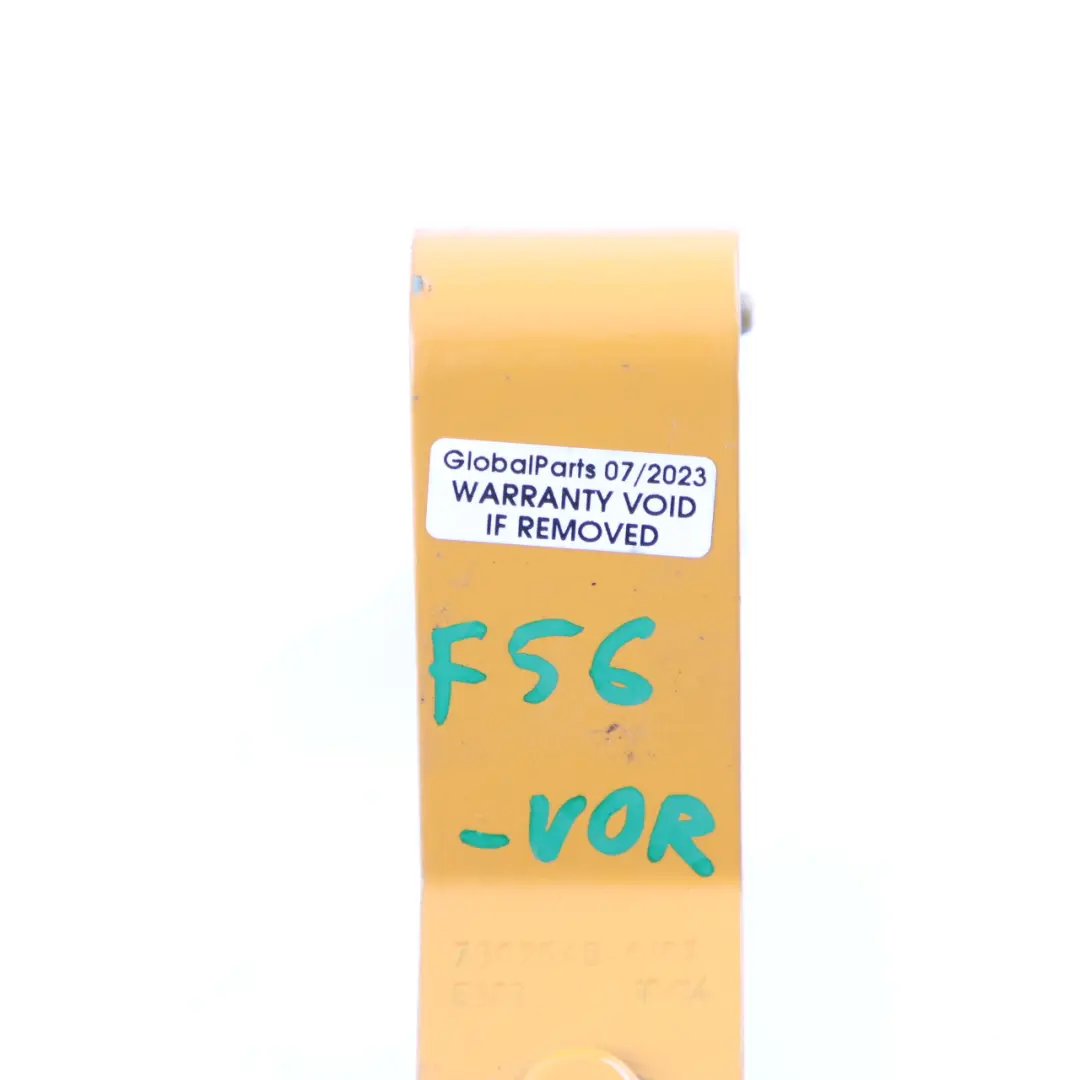 GlobalParts 07/2023
WARRANTY VOID
IF REMOVED
F56
-VOR